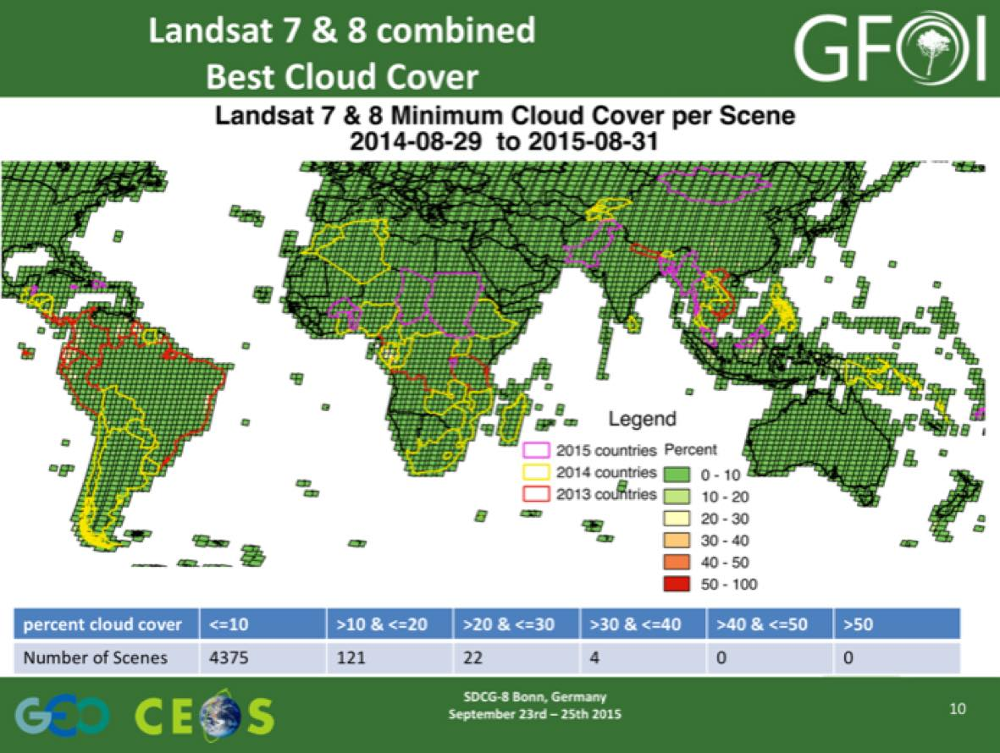 Landsat 7 & 8 combined
Best Cloud Cover
GFOI
Landsat 7 & 8 Minimum Cloud Cover per Scene
2014-08-29 to 2015-08-31
Legend
2015 countries
2014 countries
2013 countries
Percent
0 - 10
10 - 20
20 - 30
30 - 40
40 - 50
50 - 100
percent cloud cover <=10 >10 & <=20 >20 & <=30 >30 & <=40 >40 & <=50 >50
Number of Scenes 4375 121 22 4 0 0
GEO CEOS
SDCG-8 Bonn, Germany
September 23rd – 25th 2015
10